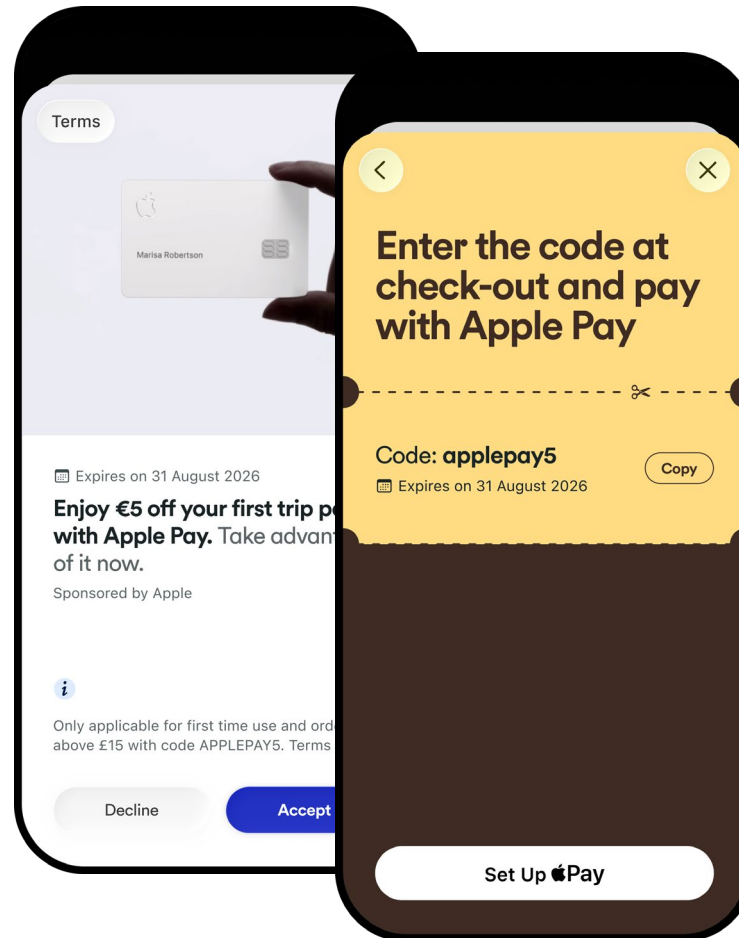 Terms
Marisa Robertson
Expires on 31 August 2026
Enjoy €5 off your first trip
with Apple Pay. Take
of it now.
Sponsored by Apple
i
Only applicable for first time use and
above £15 with code APPLEPAY5. Terms
Decline
Accept
Enter the code at
check-out and pay
with Apple Pay
Code: applepay5
Expires on 31 August 2026
Copy
Set Up Pay